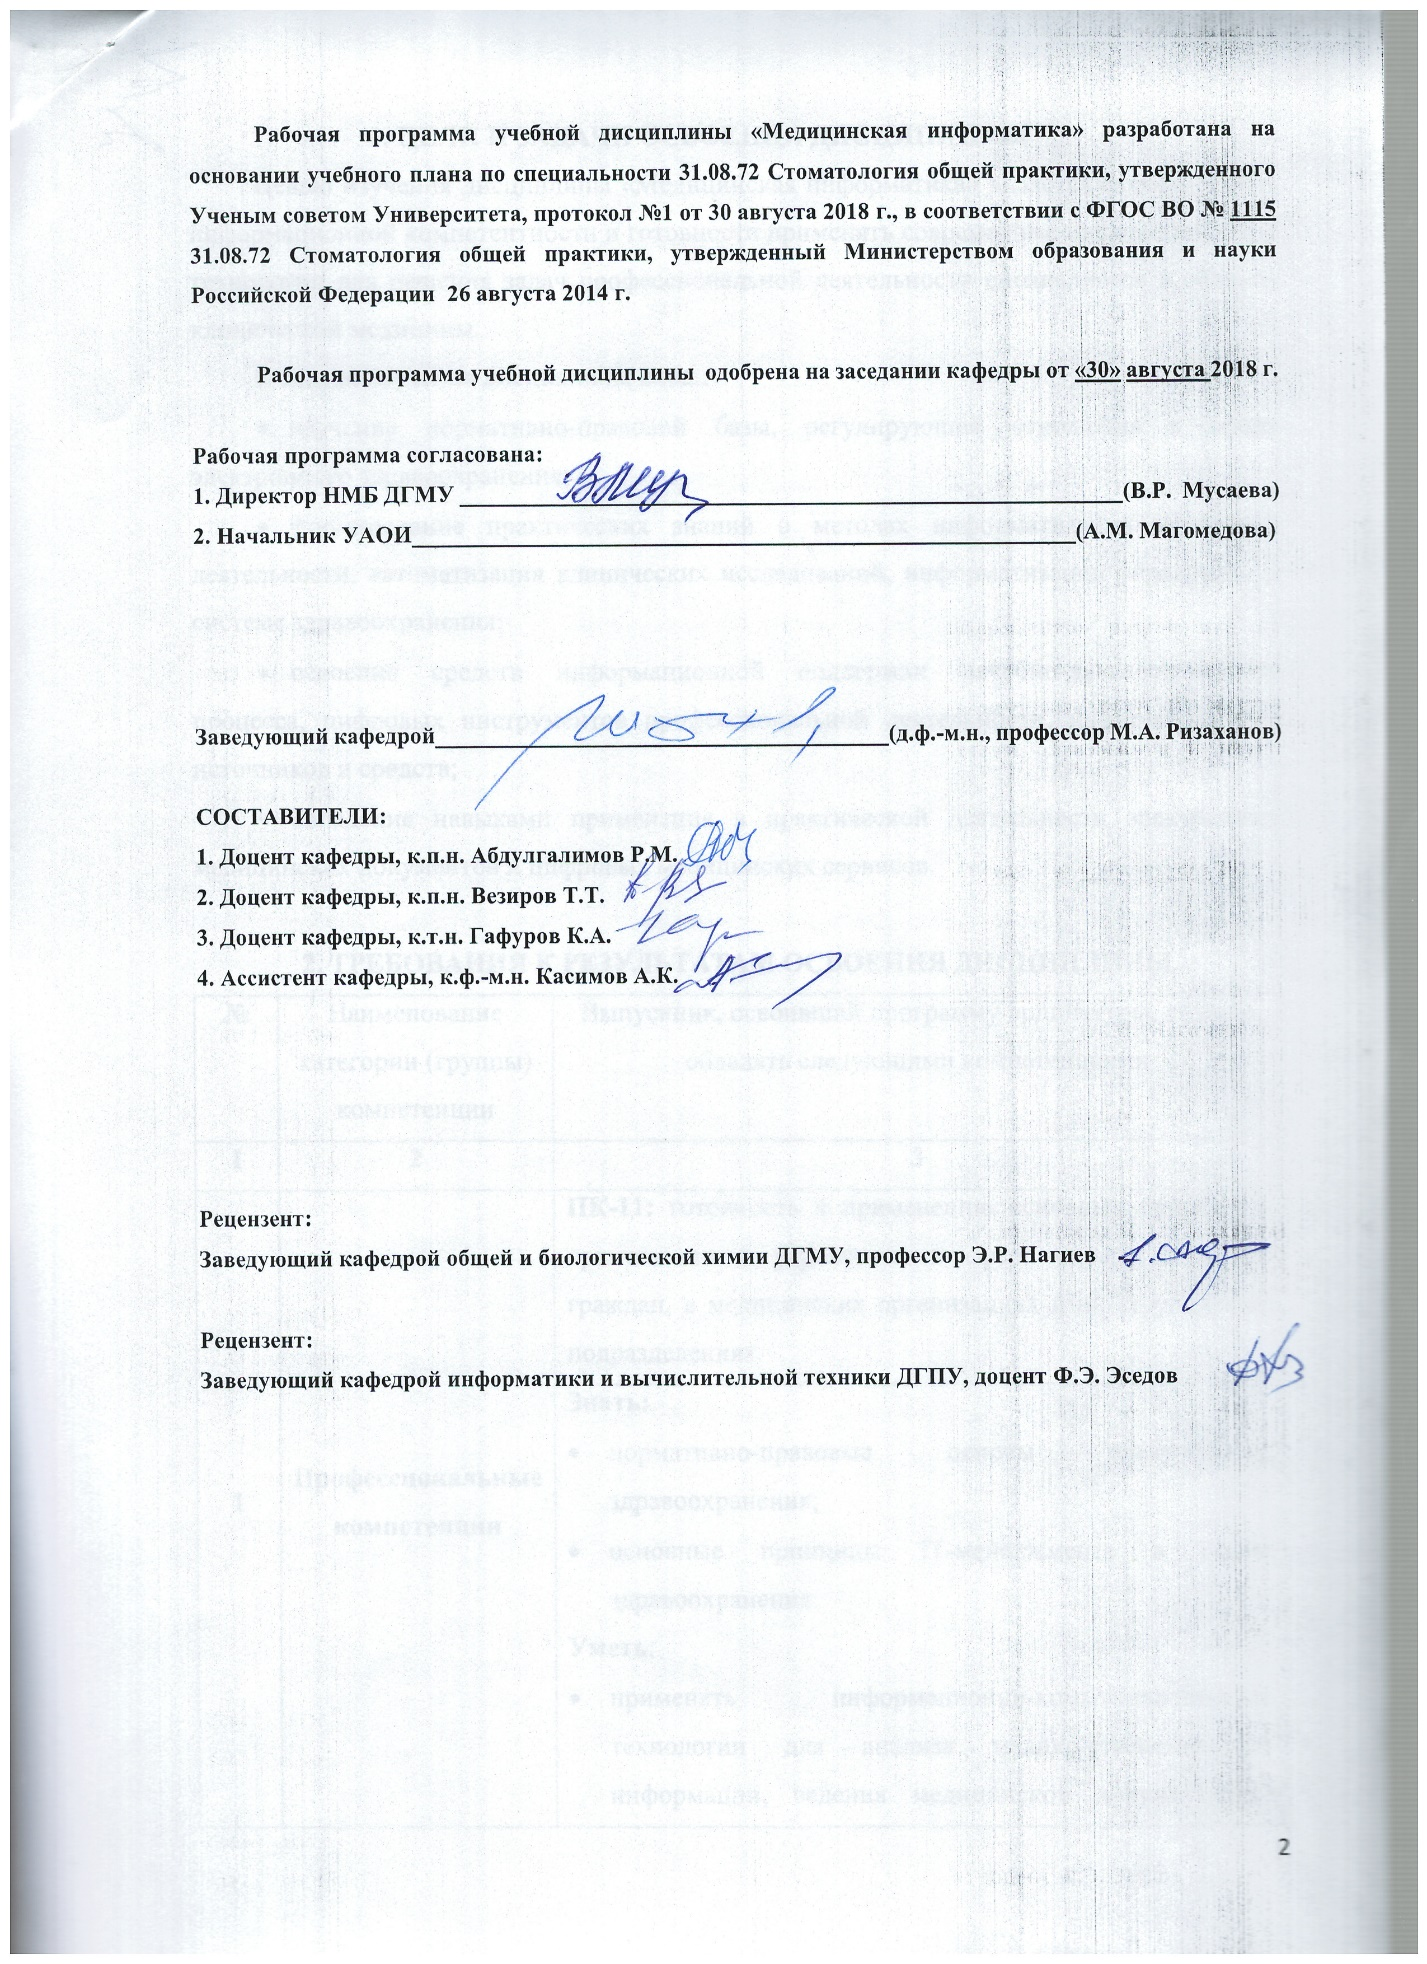 Рабочая программа учебной дисциплины «Медицинская информатика» разработана на
основании учебного плана по специальности 31.08.72 Стоматология общей практики, утвержденного
Ученым советом Университета, протокол №1 от 30 августа 2018 г., в соответствии с ФГОС ВО № 1115
31.08.72 Стоматология общей практики, утвержденный Министерством образования и науки
Российской Федерации 26 августа 2014 г.
Рабочая программа учебной дисциплины одобрена на заседании кафедры от «30» августа 2018 г.
Рабочая программа согласована:
1. Директор НМБ ДГМУ (В.Р. Мусаева)
2. Начальник УАОИ (А.М. Магомедова)
Заведующий кафедрой (д.ф.-м.н., профессор М.А. Ризаханов)
СОСТАВИТЕЛИ:
1. Доцент кафедры, к.п.н. Абдулгалимов Р.М.
2. Доцент кафедры, к.п.н. Везиров Т.Т.
3. Доцент кафедры, к.т.н. Гафуров К.А.
4. Ассистент кафедры, к.ф.-м.н. Касимов А.К.
Рецензент:
Заведующий кафедрой общей и биологической химии ДГМУ, профессор Э.Р. Нагиев
Рецензент:
Заведующий кафедрой информатики и вычислительной техники ДГПУ, доцент Ф.Э. Эседов
2